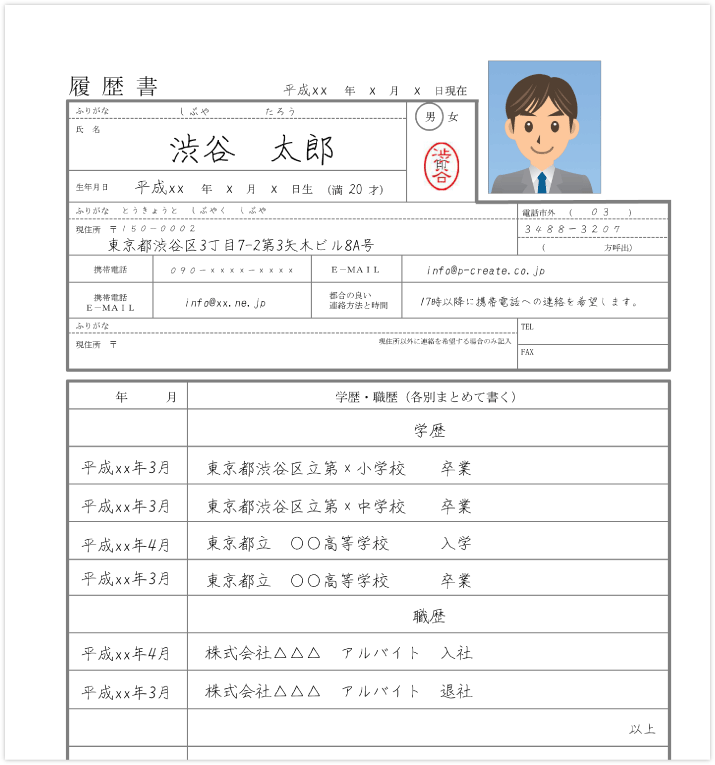 履歴書
平成xx 年 x 月 x 日現在
ふりがな しぶや たろう
氏 名
渋谷 太郎
男 女
渋谷
生年月日 平成xx 年 x 月 x 日生 (満 20 才)
ふりがな とうきょうと しぶやく しぶや
電話市外 ( 03 )
現住所 〒150-0002
3488-3207
東京都渋谷区3丁目7-2第3矢木ビル8A号
( 方呼出)
携帯電話 090-xxxx-xxxx E-MAIL info@p-create.co.jp
携帯電話 E-MAIL info@xx.ne.jp 都合の良い 連絡方法と時間 17時以降に携帯電話への連絡を希望します。
ふりがな
TEL
現住所 〒 現住所以外に連絡を希望する場合のみ記入
FAX
年 月 学歴・職歴(各別まとめて書く)
学歴
平成xx年3月 東京都渋谷区立第x小学校 卒業
平成xx年3月 東京都渋谷区立第x中学校 卒業
平成xx年4月 東京都立 〇〇高等学校 入学
平成xx年3月 東京都立 〇〇高等学校 卒業
職歴
平成xx年4月 株式会社△△△ アルバイト 入社
平成xx年3月 株式会社△△△ アルバイト 退社
以上